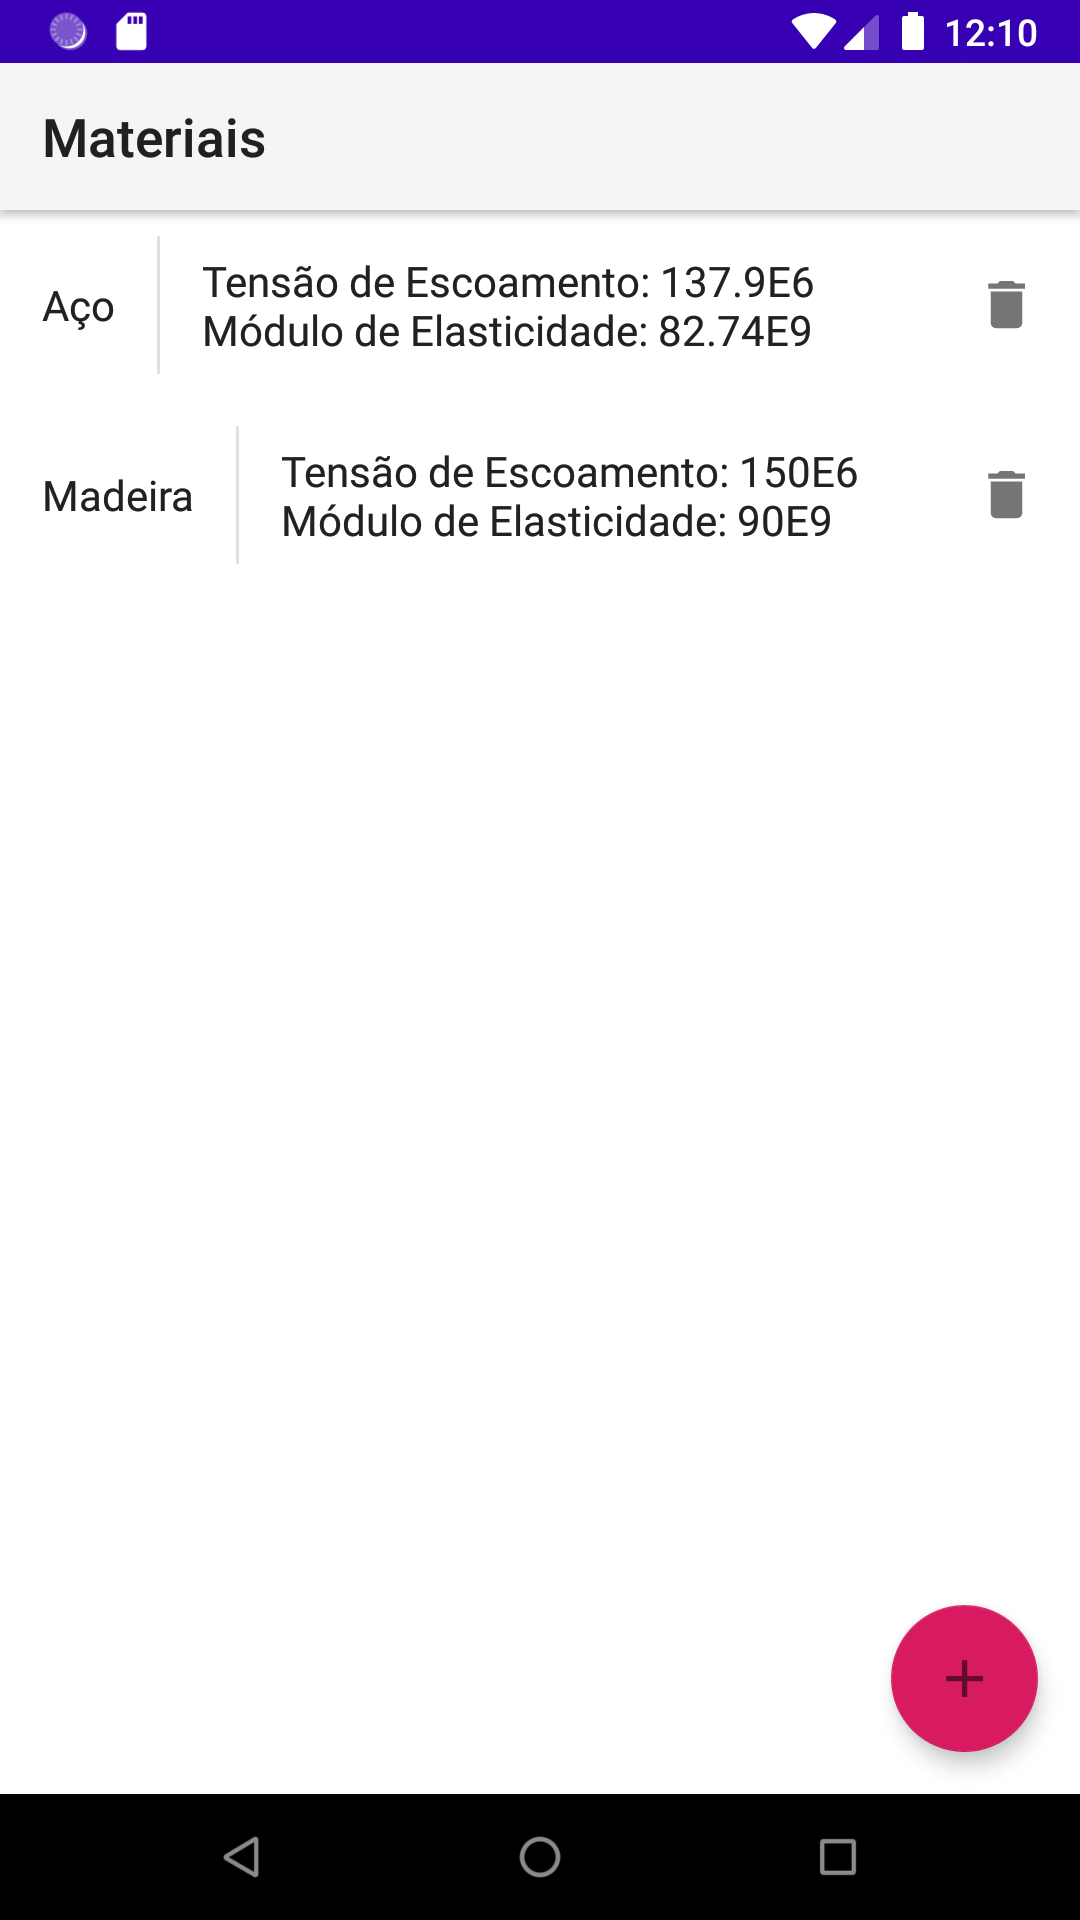 12:10
Materiais
Aço
Tensão de Escoamento: 137.9E6
Módulo de Elasticidade: 82.74E9
Madeira
Tensão de Escoamento: 150E6
Módulo de Elasticidade: 90E9